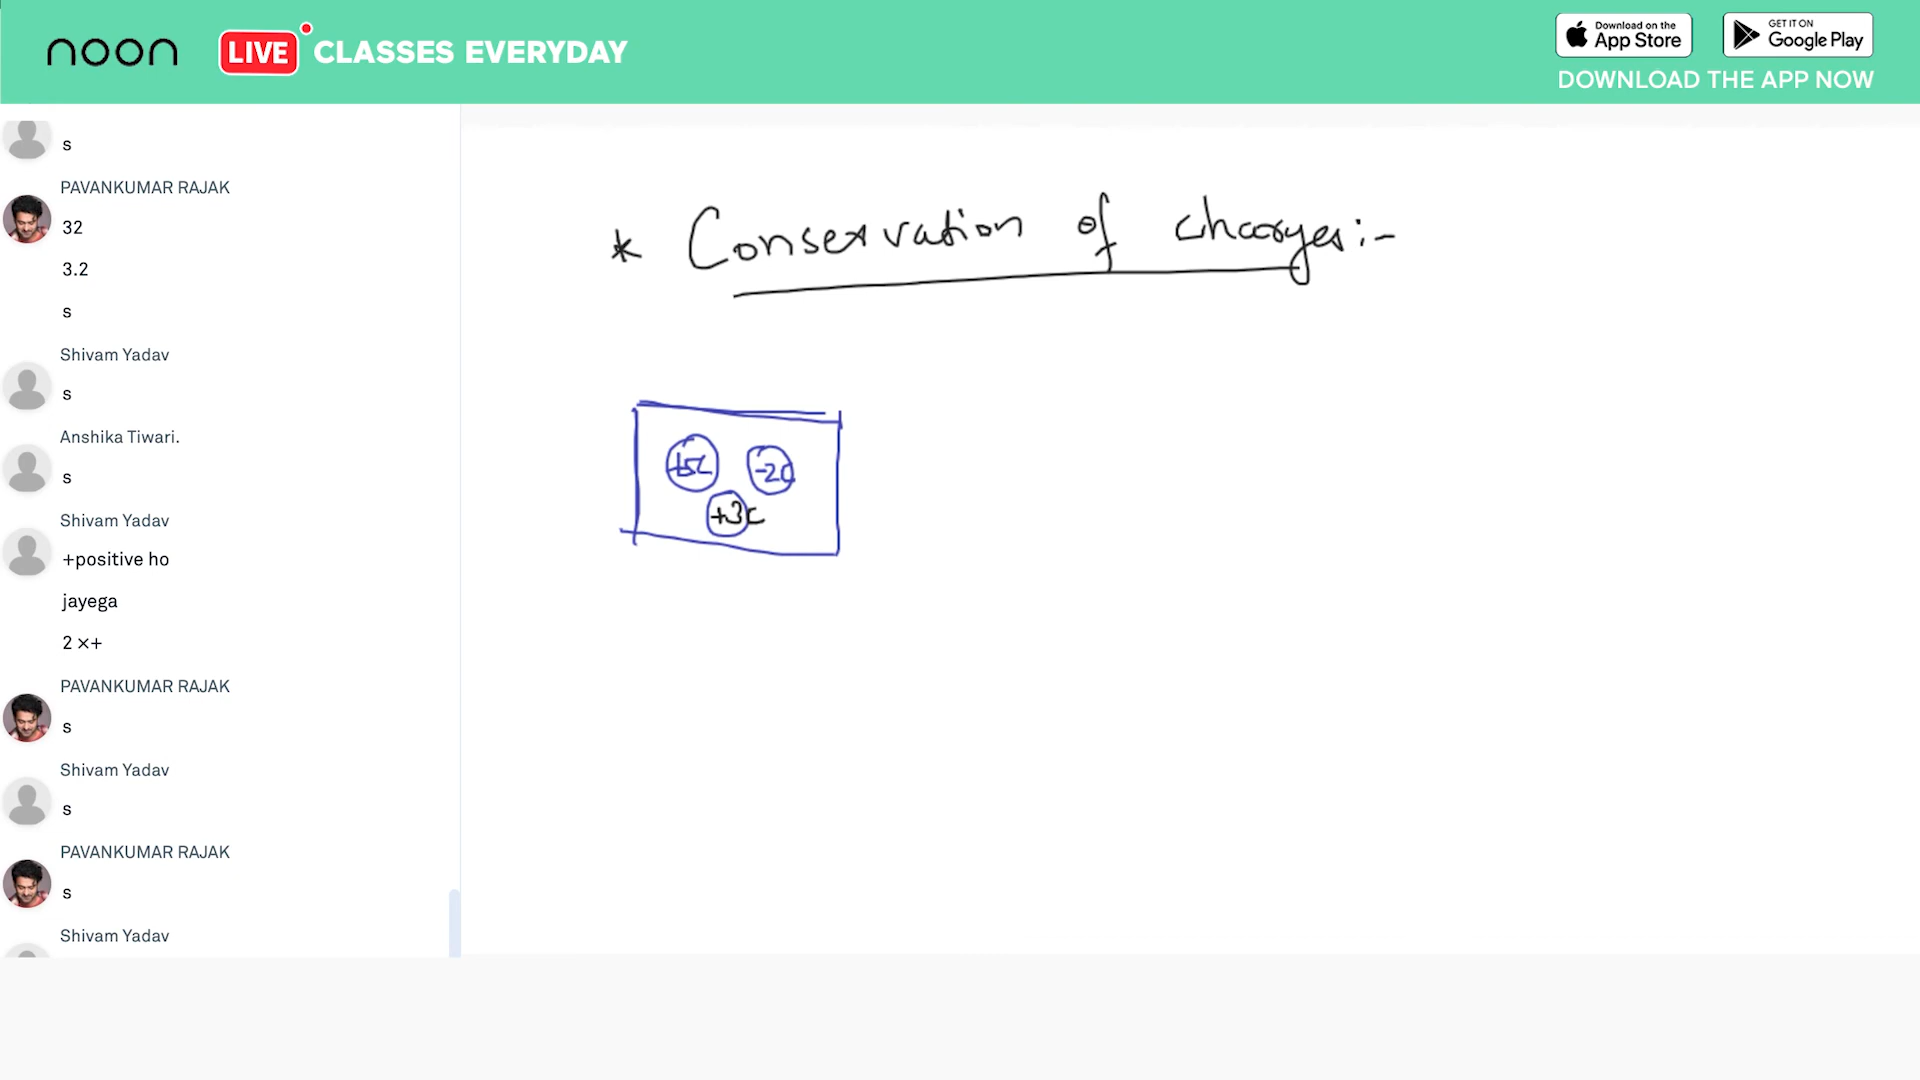 noon LIVE CLASSES EVERYDAY
Download on the App Store
GET IT ON Google Play
DOWNLOAD THE APP NOW
s
PAVANKUMAR RAJAK
32
3.2
s
Shivam Yadav
s
Anshika Tiwari.
s
Shivam Yadav
+positive ho
jayega
2 ×+
PAVANKUMAR RAJAK
s
Shivam Yadav
s
PAVANKUMAR RAJAK
s
Shivam Yadav
* Conservation of charges:-
+5C -2C
+3C